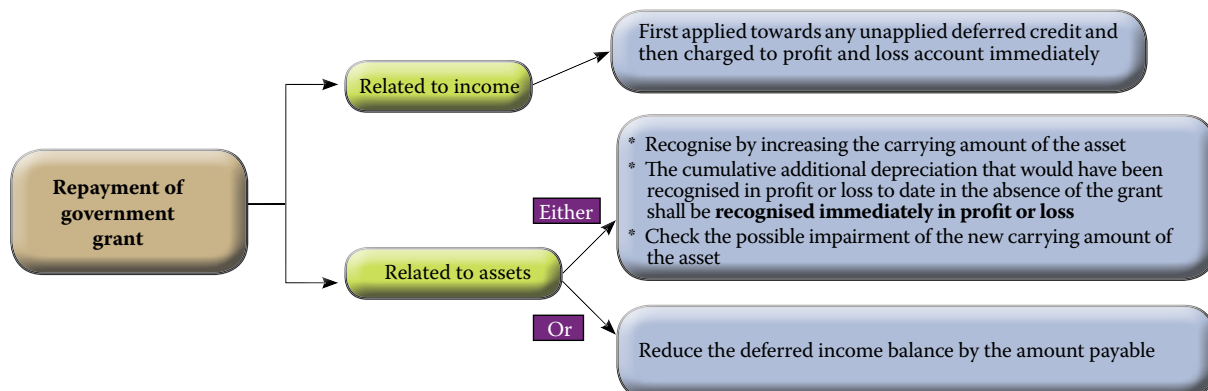 Repayment of
government
grant
Related to income
First applied towards any unapplied deferred credit and
then charged to profit and loss account immediately
Related to assets
Either
* Recognise by increasing the carrying amount of the asset
* The cumulative additional depreciation that would have been
recognised in profit or loss to date in the absence of the grant
shall be recognised immediately in profit or loss
* Check the possible impairment of the new carrying amount of
the asset
Or
Reduce the deferred income balance by the amount payable